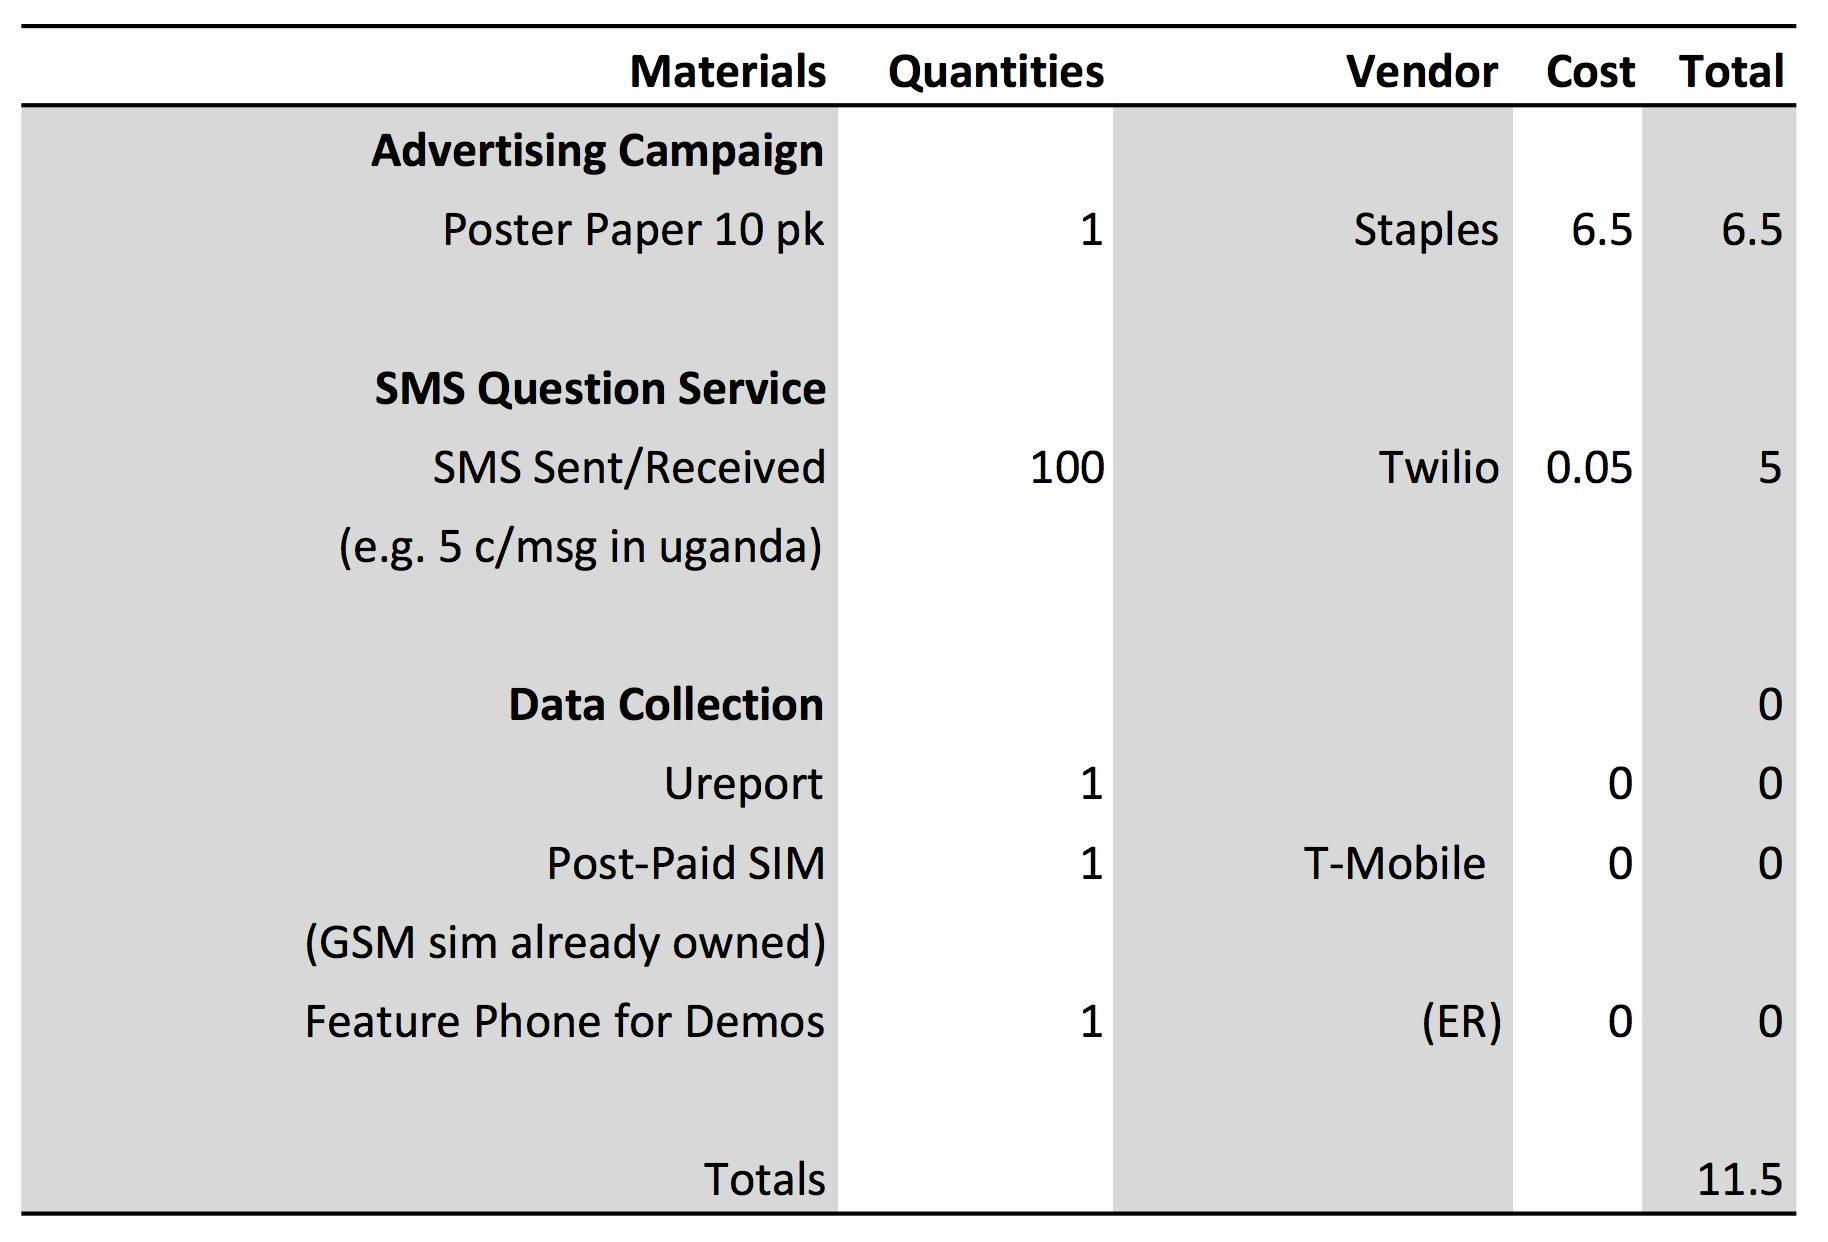 Materials Quantities Vendor Cost Total
Advertising Campaign
Poster Paper 10 pk 1 Staples 6.5 6.5
SMS Question Service
SMS Sent/Received 100 Twilio 0.05 5
(e.g. 5 c/msg in uganda)
Data Collection 0
Ureport 1 0 0
Post-Paid SIM 1 T-Mobile 0 0
(GSM sim already owned)
Feature Phone for Demos 1 (ER) 0 0
Totals 11.5